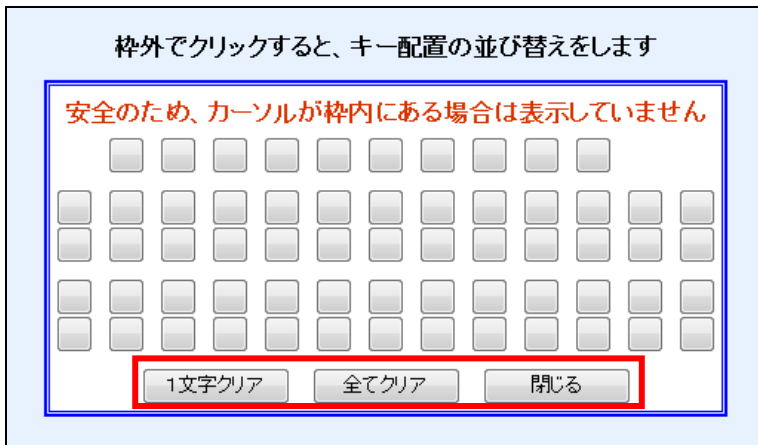 枠外でクリックすると、キー配置の並び替えをします
安全のため、カーソルが枠内にある場合は表示していません
1文字クリア 全てクリア 閉じる